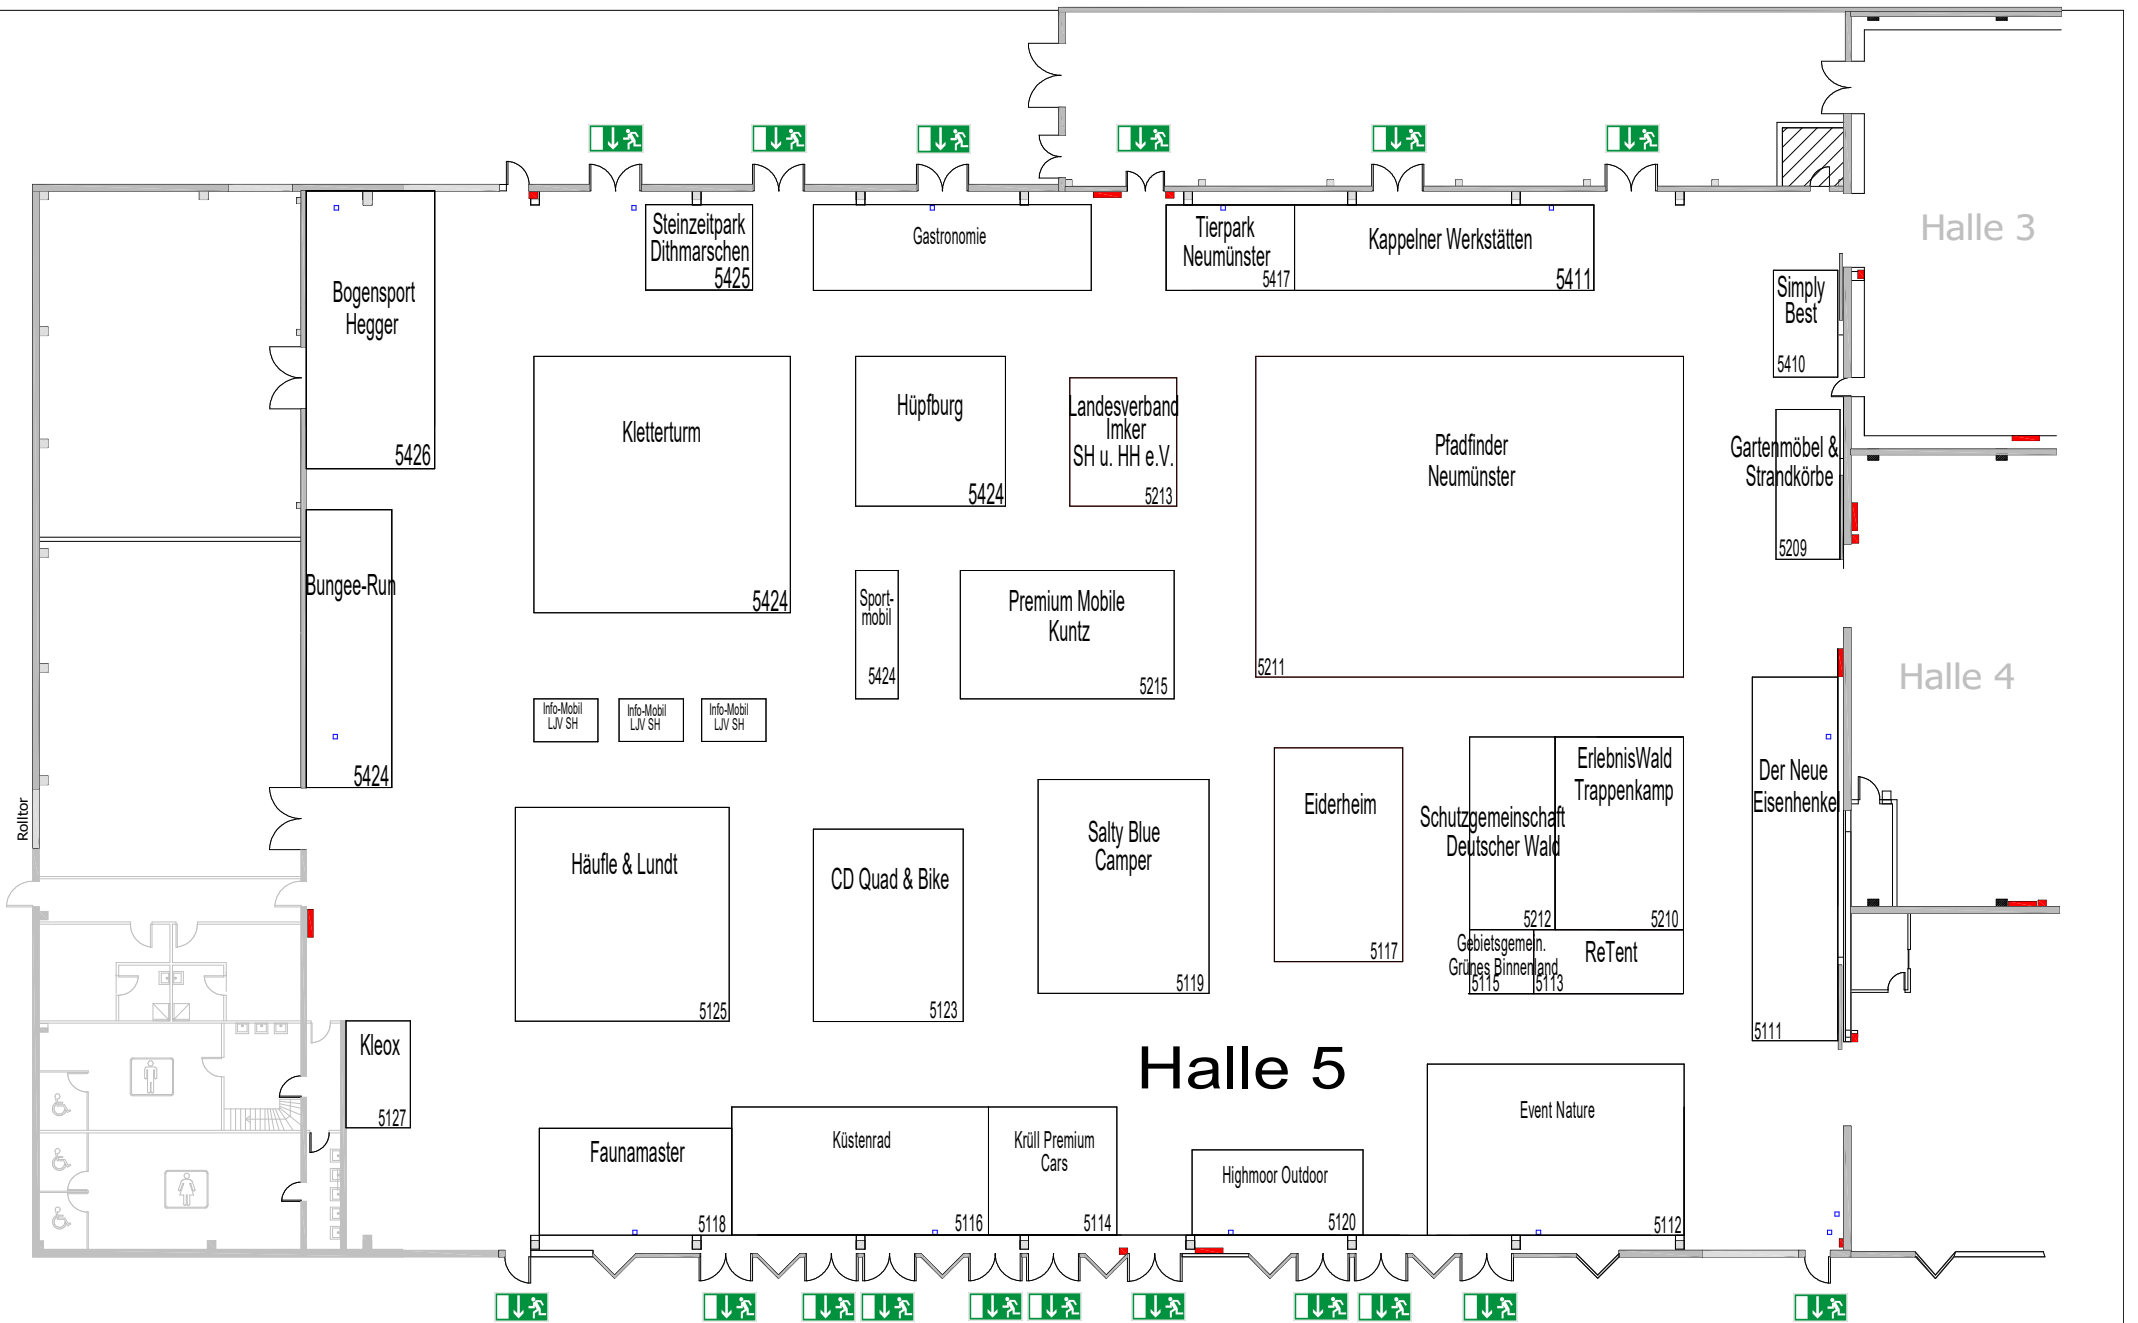 Halle 3
Steinzeitpark
Dithmarschen
5425
Gastronomie
Tierpark
Neumünster
5417
Kappelner Werkstätten
5411
Bogensport
Hegger
5426
Simply
Best
5410
Kletterturm
5424
Hüpfburg
5424
Landesverband
Imker
SH u. HH e.V.
5213
Pfadfinder
Neumünster
5211
Gartenmöbel &
Strandkörbe
5209
Bungee-Run
5424
Sport-
mobil
5424
Premium Mobile
Kuntz
5215
Halle 4
Info-Mobil
LJV SH
Info-Mobil
LJV SH
Info-Mobil
LJV SH
Rolltor
Häufle & Lundt
5125
CD Quad & Bike
5123
Salty Blue
Camper
5119
Eiderheim
5117
Schutzgemeinschaft
Deutscher Wald
5212
ErlebnisWald
Trappenkamp
5210
Gebietsgemein.
Grünes Binnenland
5115
ReTent
5113
Der Neue
Eisenhenkel
5111
Kleox
5127
Halle 5
Faunamaster
5118
Küstenrad
5116
Krüll Premium
Cars
5114
Highmoor Outdoor
5120
Event Nature
5112